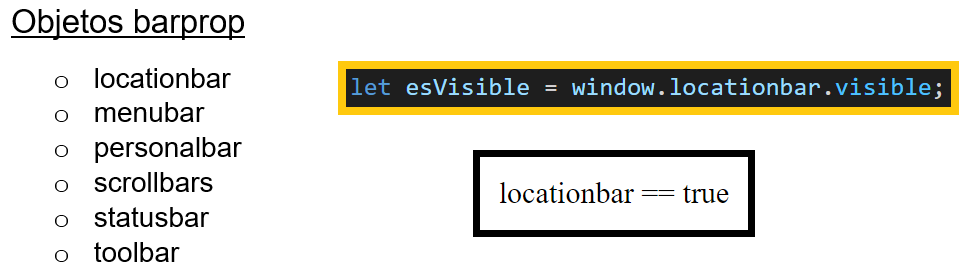 Objetos barprop
o locationbar
o menubar
o personalbar
o scrollbars
o statusbar
o toolbar
let esVisible = window.locationbar.visible;
locationbar == true